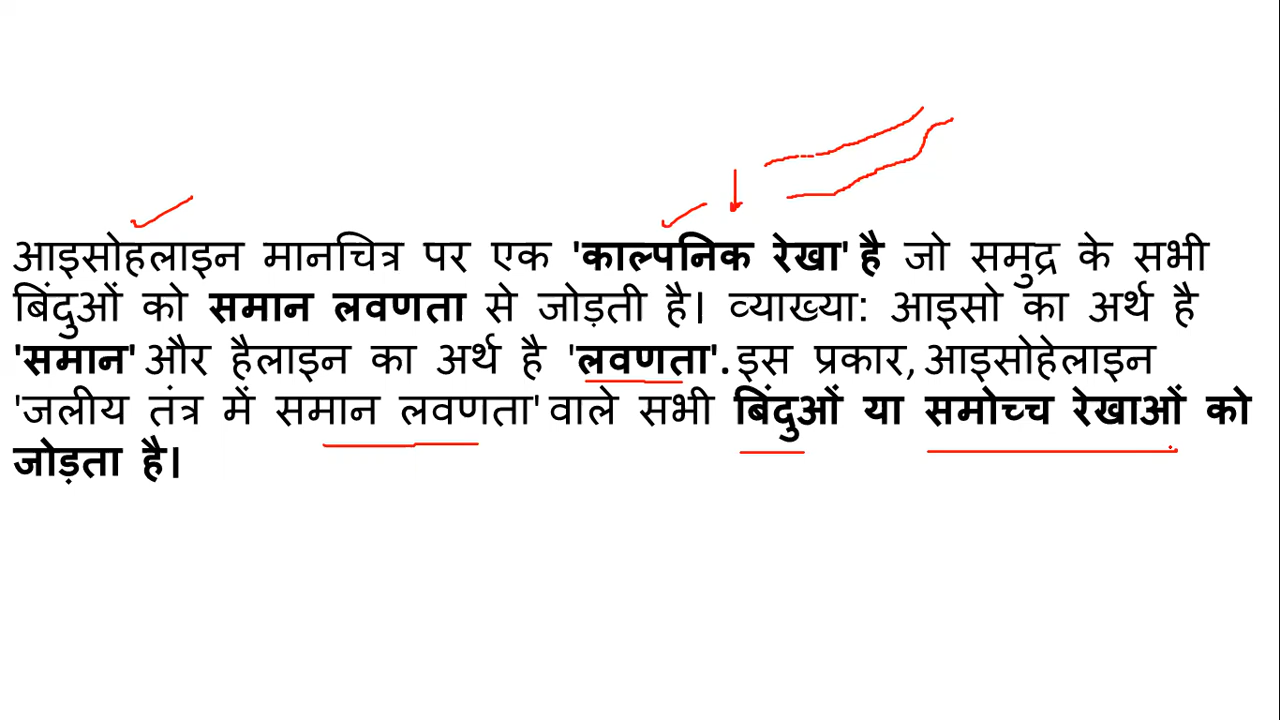 आइसोहलाइन मानचित्र पर एक 'काल्पनिक रेखा' है जो समुद्र के सभी
बिंदुओं को समान लवणता से जोड़ती है। व्याख्या: आइसो का अर्थ है
'समान' और हैलाइन का अर्थ है 'लवणता'. इस प्रकार, आइसोहेलाइन
'जलीय तंत्र में समान लवणता' वाले सभी बिंदुओं या समोच्च रेखाओं को
जोड़ता है।